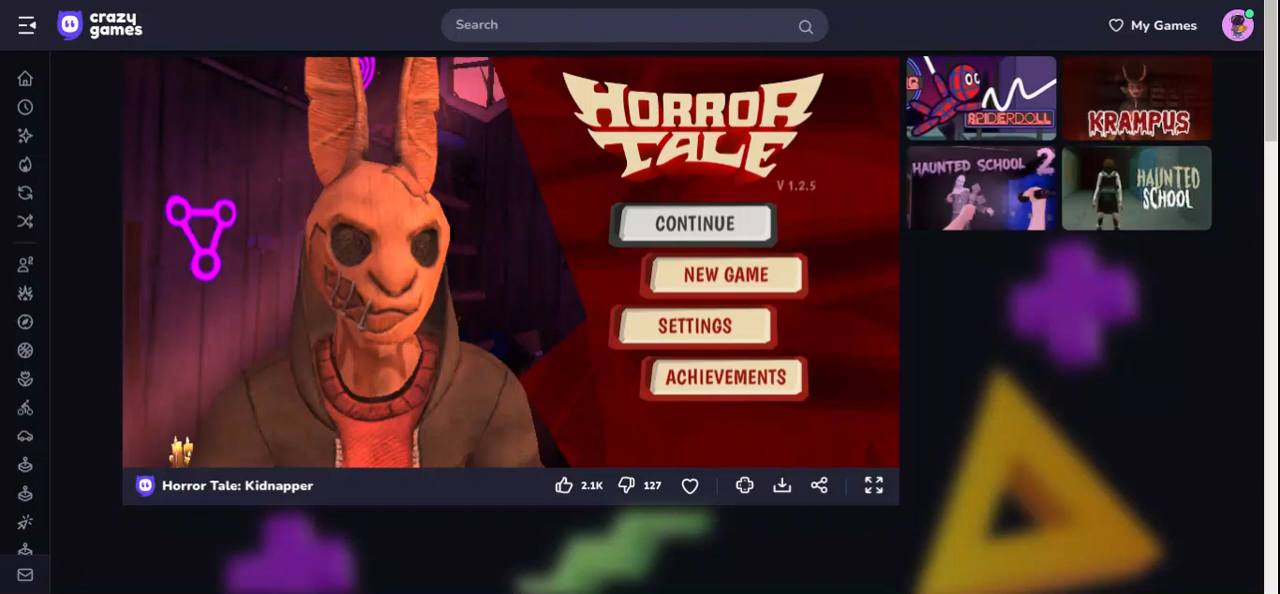 crazy
games
Search
My Games
HORROR
TALE
V 1.2.5
CONTINUE
NEW GAME
SETTINGS
ACHIEVEMENTS
SPIDERDOLL
KRAMPUS
HAUNTED SCHOOL 2
HAUNTED
SCHOOL
Horror Tale: Kidnapper
2.1K
127